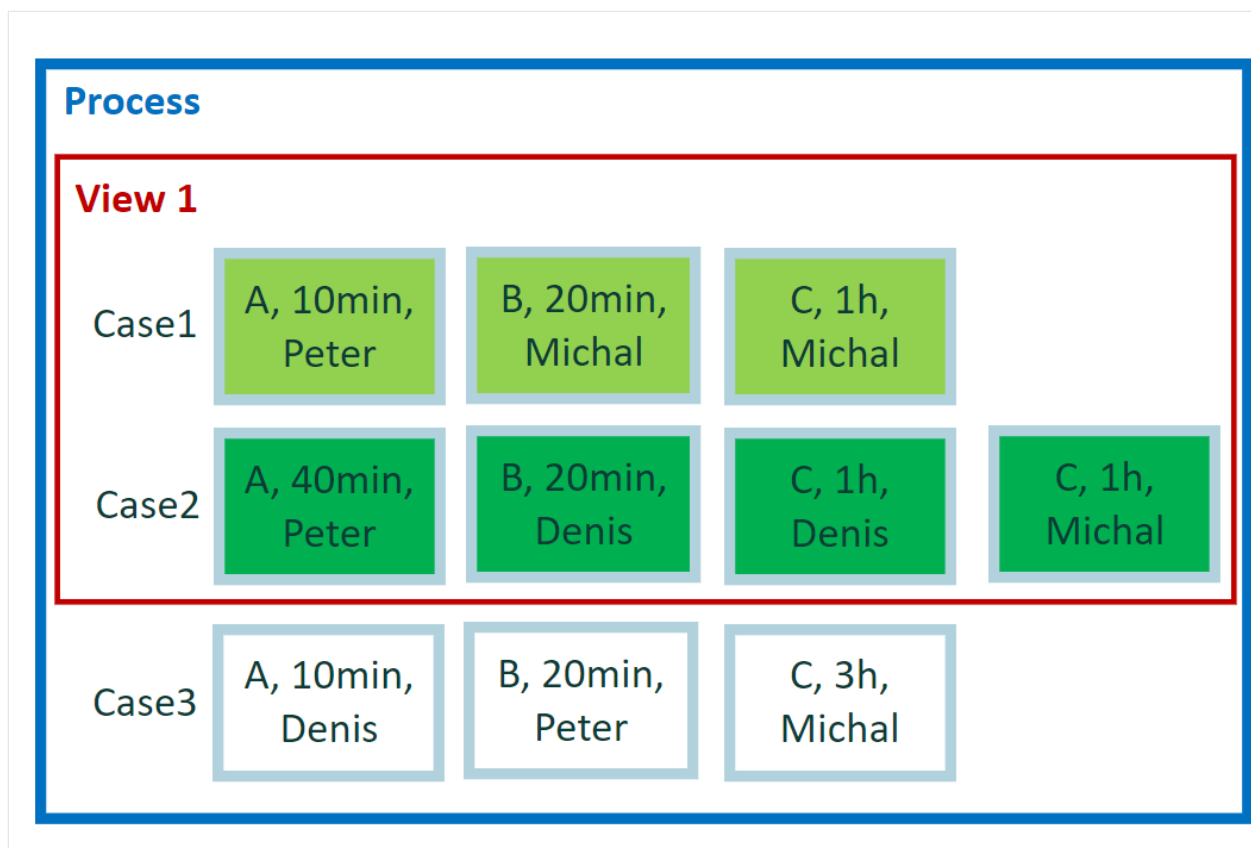 Process
View 1
Case1
A, 10min,
Peter
B, 20min,
Michal
C, 1h,
Michal
Case2
A, 40min,
Peter
B, 20min,
Denis
C, 1h,
Denis
C, 1h,
Michal
Case3
A, 10min,
Denis
B, 20min,
Peter
C, 3h,
Michal